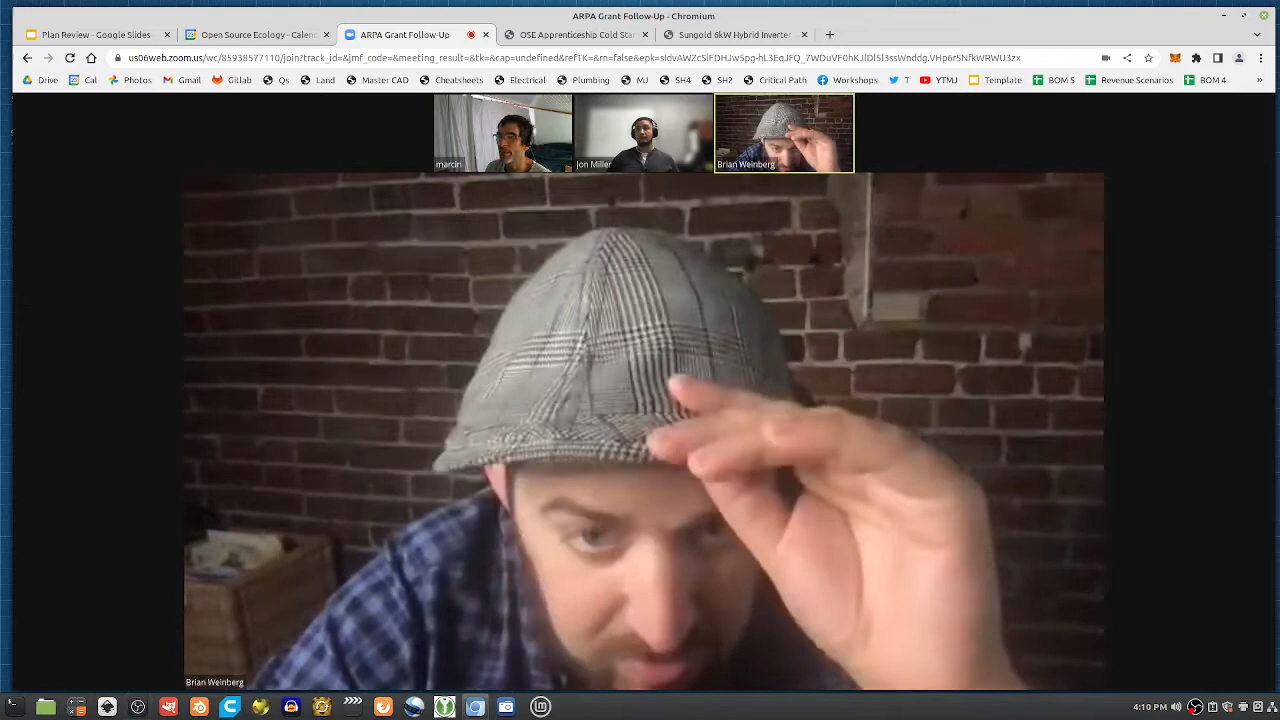 ARPA Grant Follow-Up - Chromium
Plan Review - Google Slides
Open Source Ecology - Calend
ARPA Grant Follow-Up
OSE Apprenticeship Cold Star
Sungold 6kW Hybrid Inverter
Drive
Cal
Photos
Gmail
Gitlab
Qs
Land
Master CAD
Cheatsheets
Electrical
Plumbing
MJ
SH4
SH2
Critical Path
Workshops
T
YTMJ
Template
BOM 5
Revenue Scenarios
BOM 4
marcin
Jon Miller
Brian Weinberg
Brian Weinberg
4:10 PM